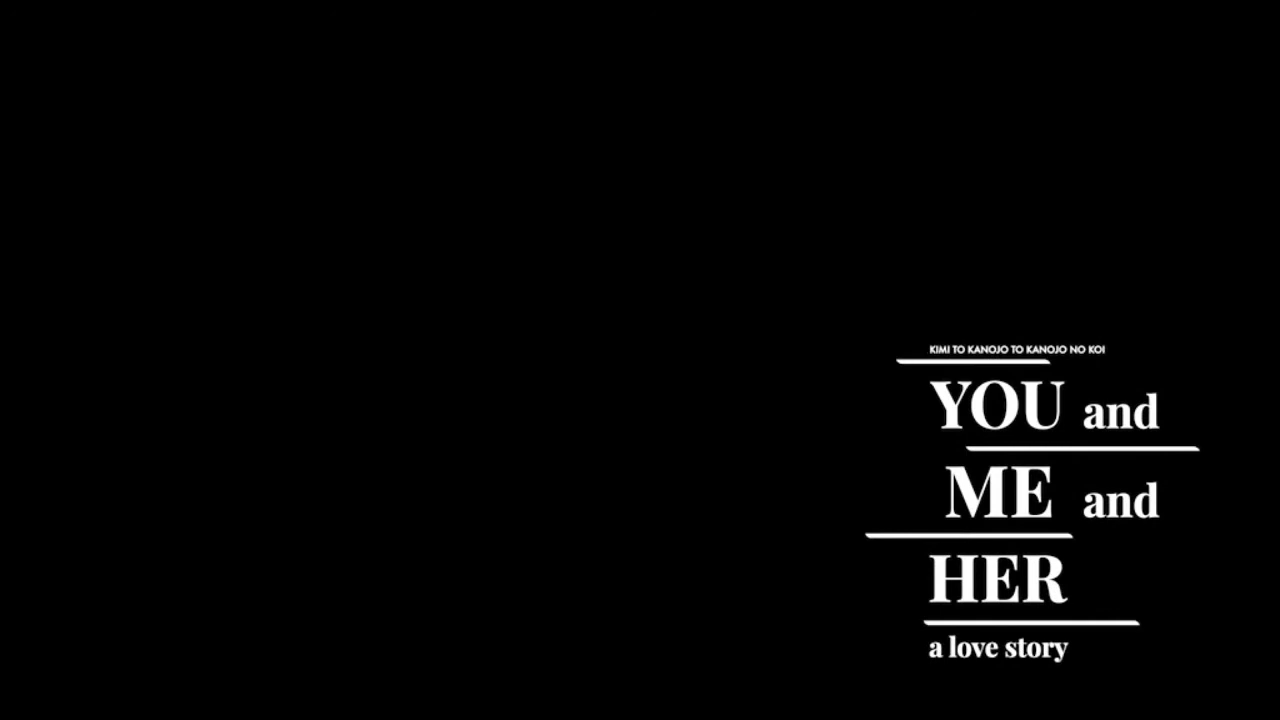 KIMI TO KANOJO TO KANOJO NO KOI
YOU and
ME and
HER
a love story